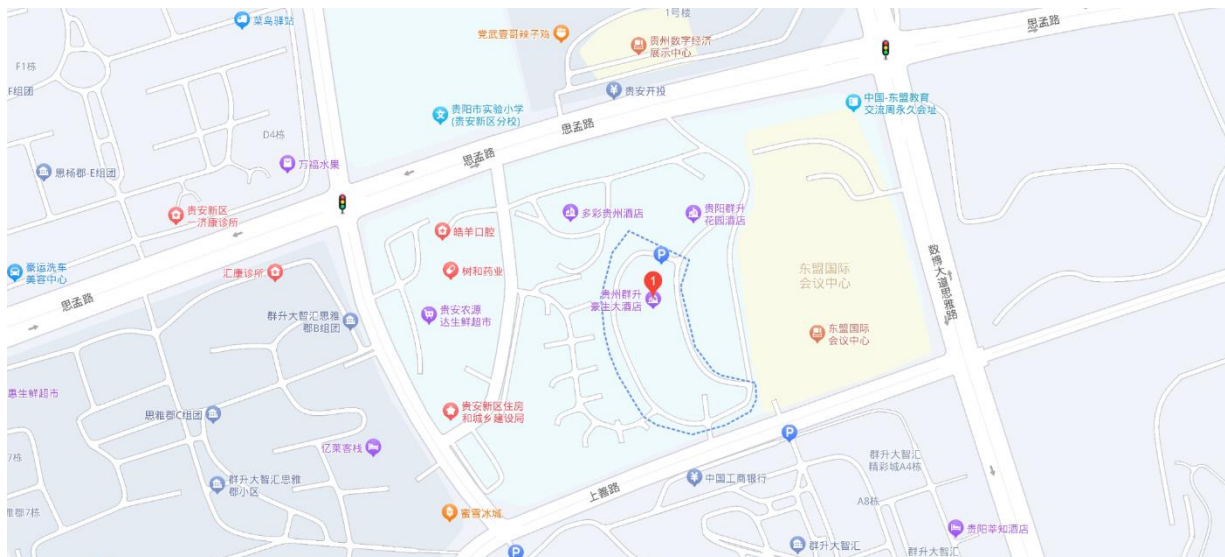 菜鸟驿站
党武壹哥辣子鸡
1号楼
贵州数字经济
展示中心
思孟路
F1栋
F组团
D4栋
贵安开投
中国-东盟教育
交流周永久会址
贵阳市实验小学
(贵安新区分校)
思孟路
思孟路
万福水果
思杨郡·E组团
贵安新区
一济康诊所
皓羊口腔
多彩贵州酒店
贵阳群升
花园酒店
P
数博大道思雅路
豪运洗车
美容中心
汇康诊所
树和药业
1
贵州群升
豪生大酒店
东盟国际
会议中心
思孟路
贵安农源
达生鲜超市
群升大智汇思雅
郡B组团
东盟国际
会议中心
惠生鲜超市
思雅郡C组团
贵安新区住房
和城乡建设局
P
亿莱客栈
7栋
群升大智汇
精彩城A4栋
群升大智汇思雅
郡小区
上善路
中国工商银行
A8栋
雅郡7栋
蜜雪冰城
贵阳莘知酒店
P
群升大智汇
群升大智汇